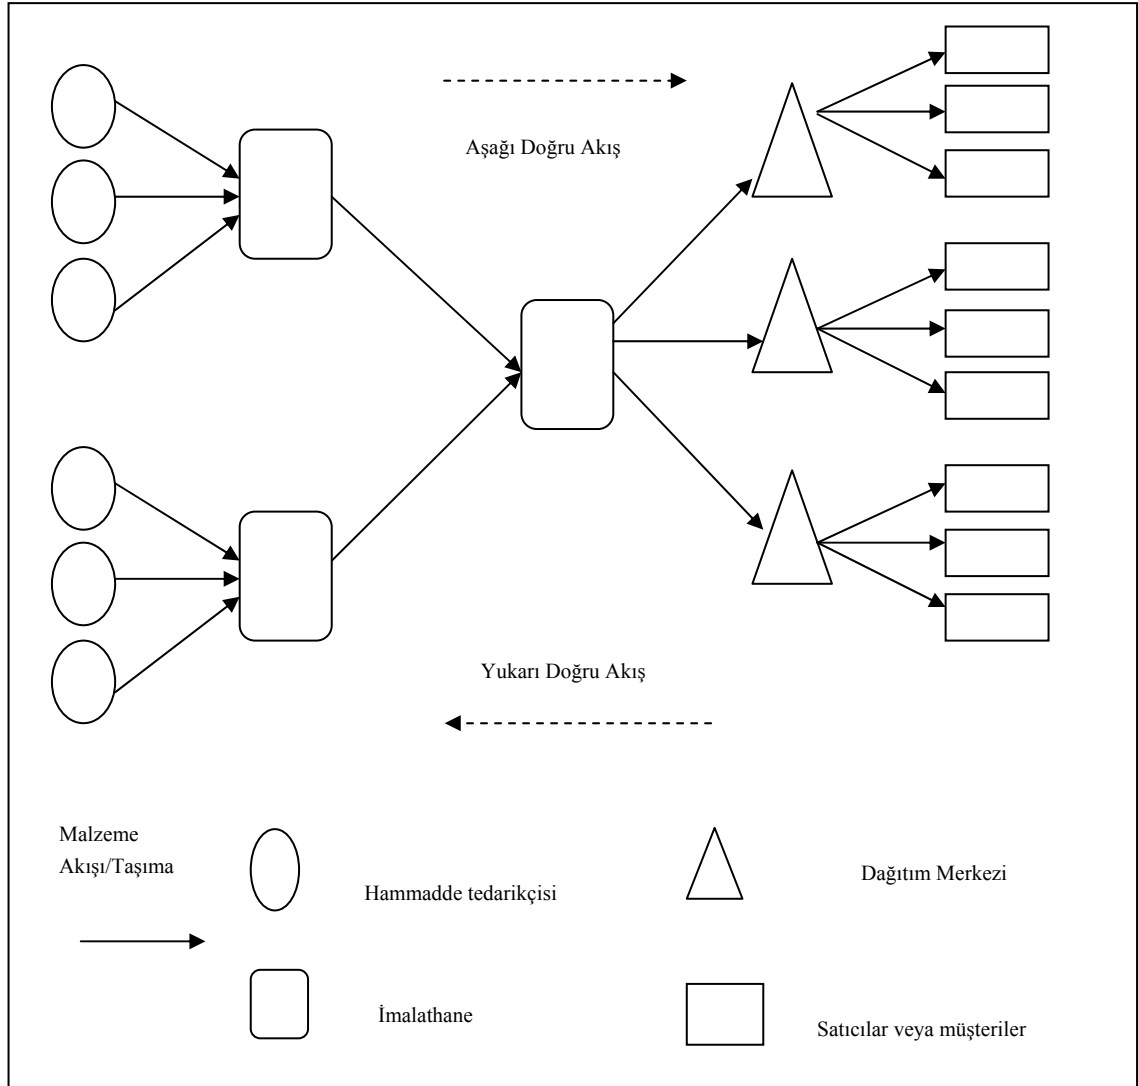 Aşağı Doğru Akış
Yukarı Doğru Akış
Malzeme
Akışı/Taşıma
Hammadde tedarikçisi
Dağıtım Merkezi
İmalathane
Satıcılar veya müşteriler